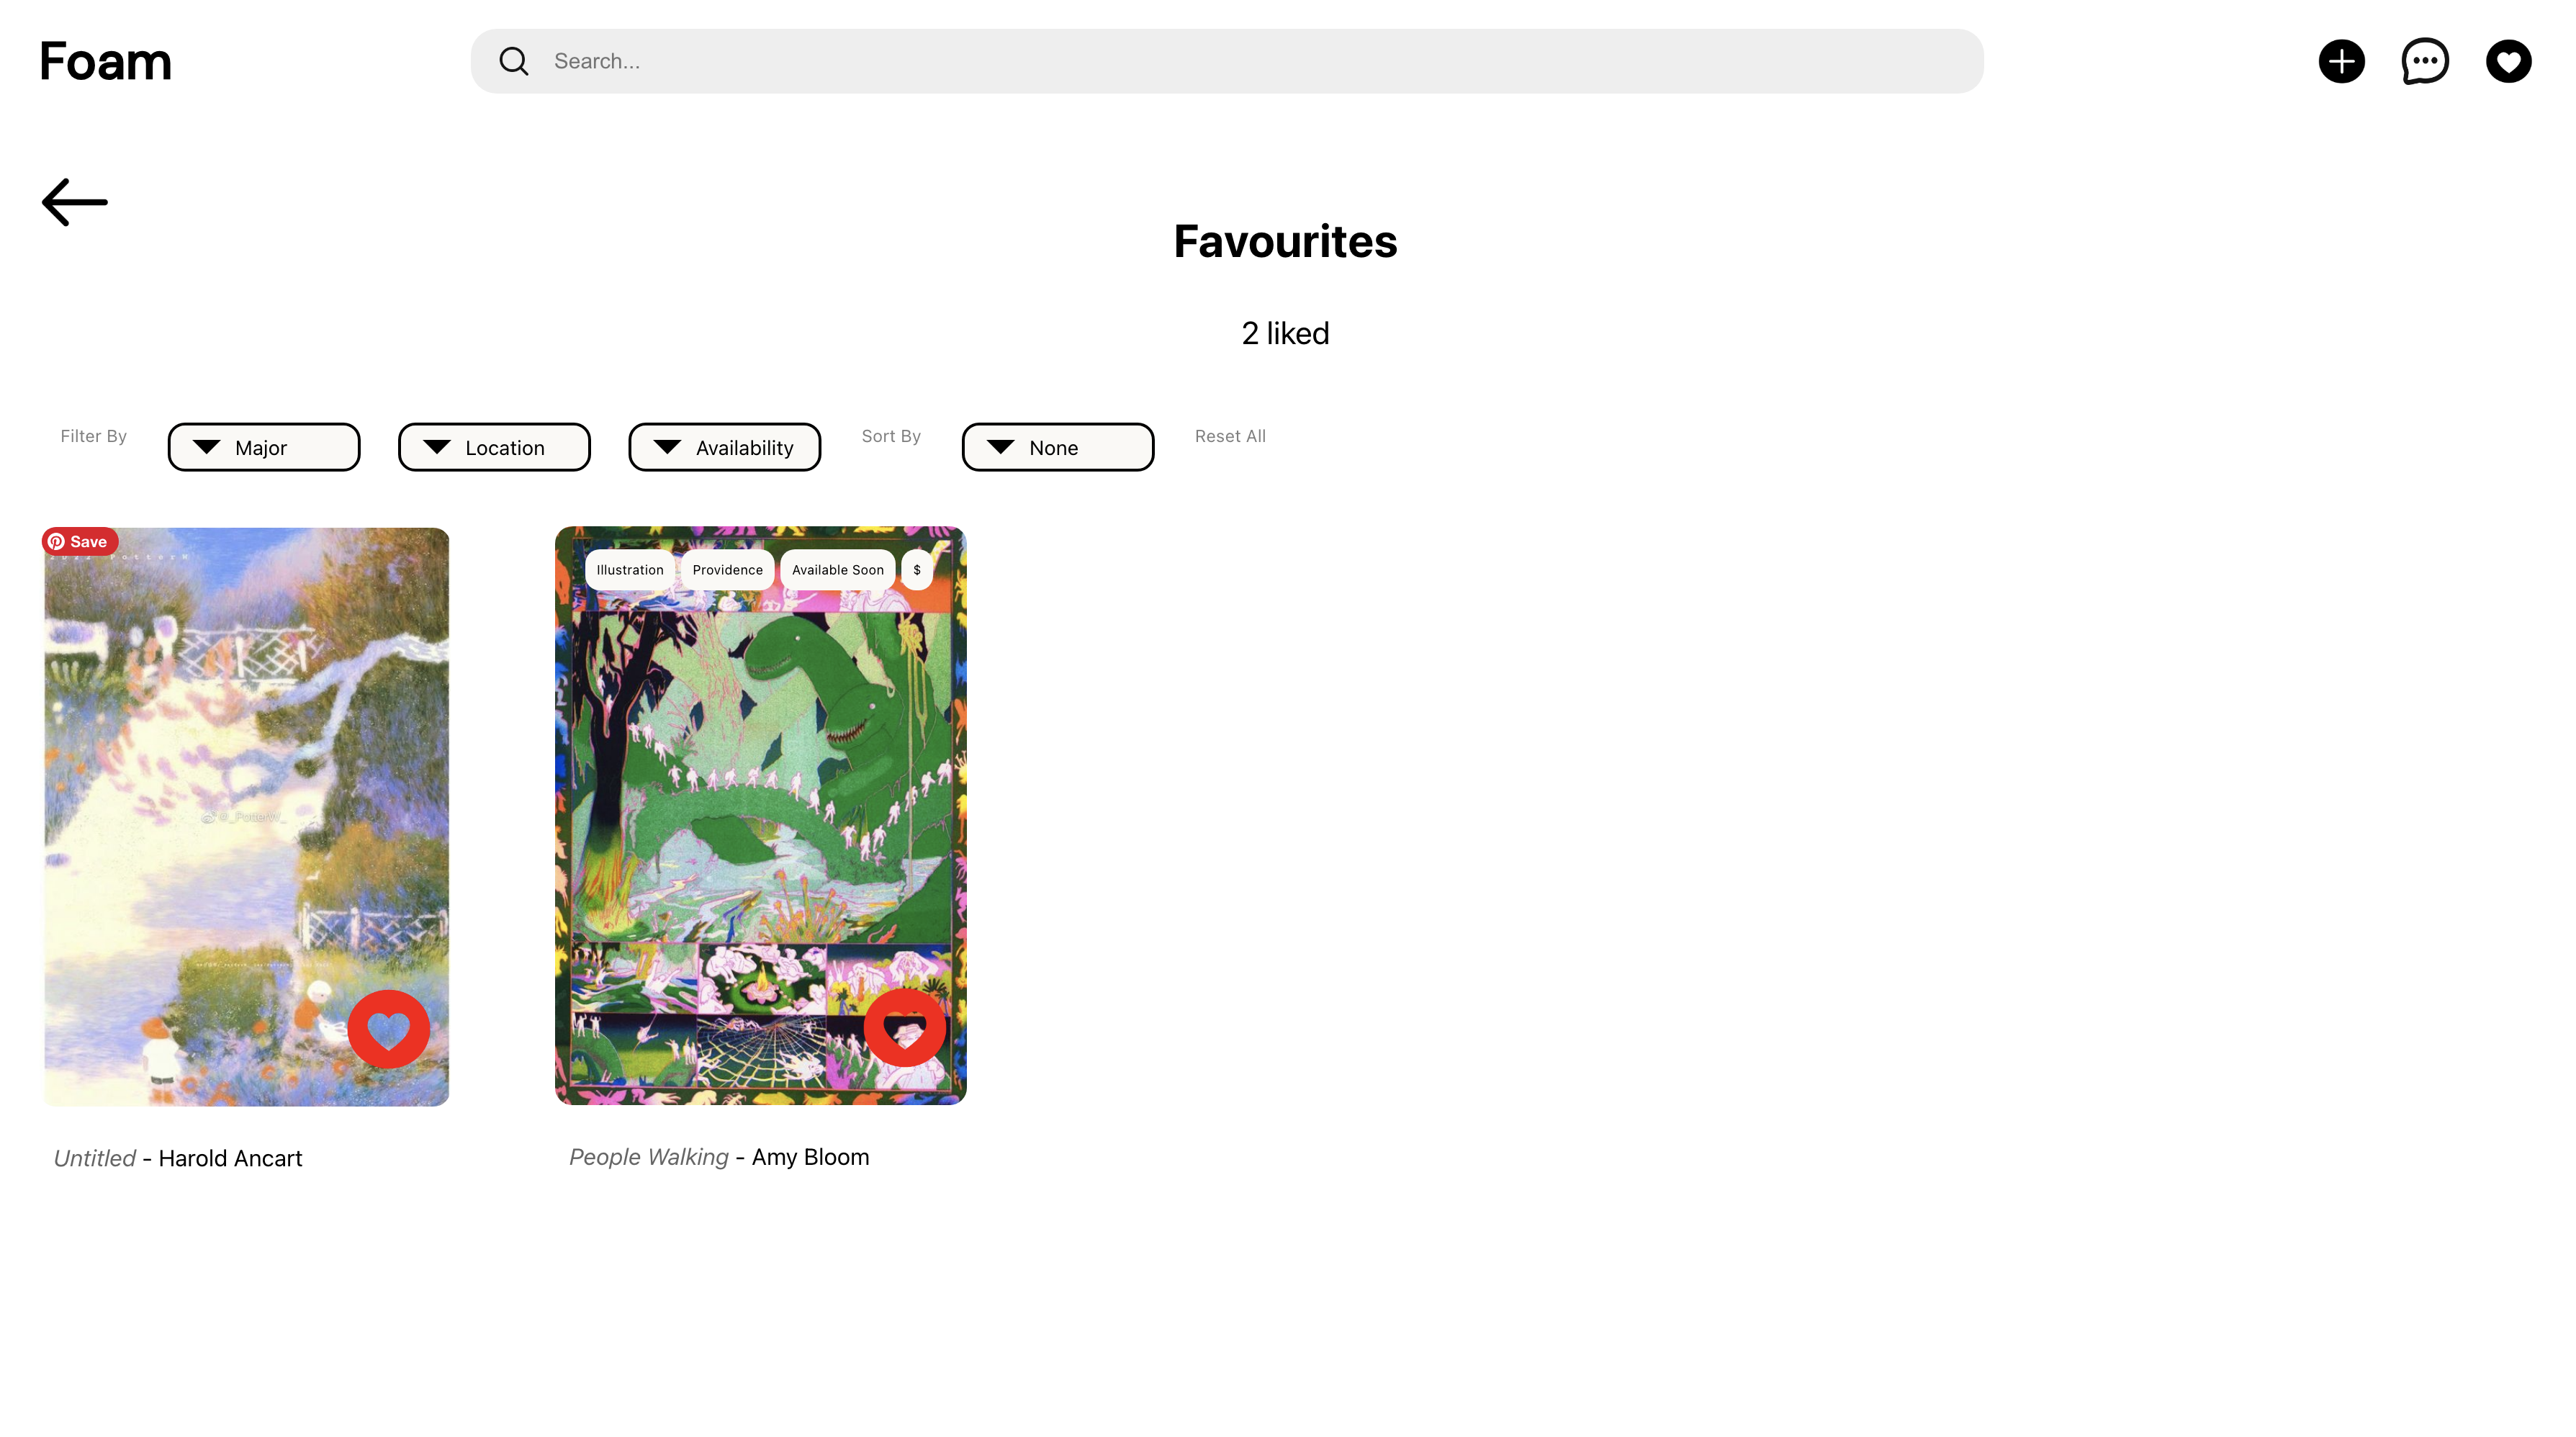 Foam
Search...
Favourites
2 liked
Filter By
Major
Location
Availability
Sort By
None
Reset All
Save
Illustration
Providence
Available Soon
$
@_PotterW_
Untitled - Harold Ancart
People Walking - Amy Bloom